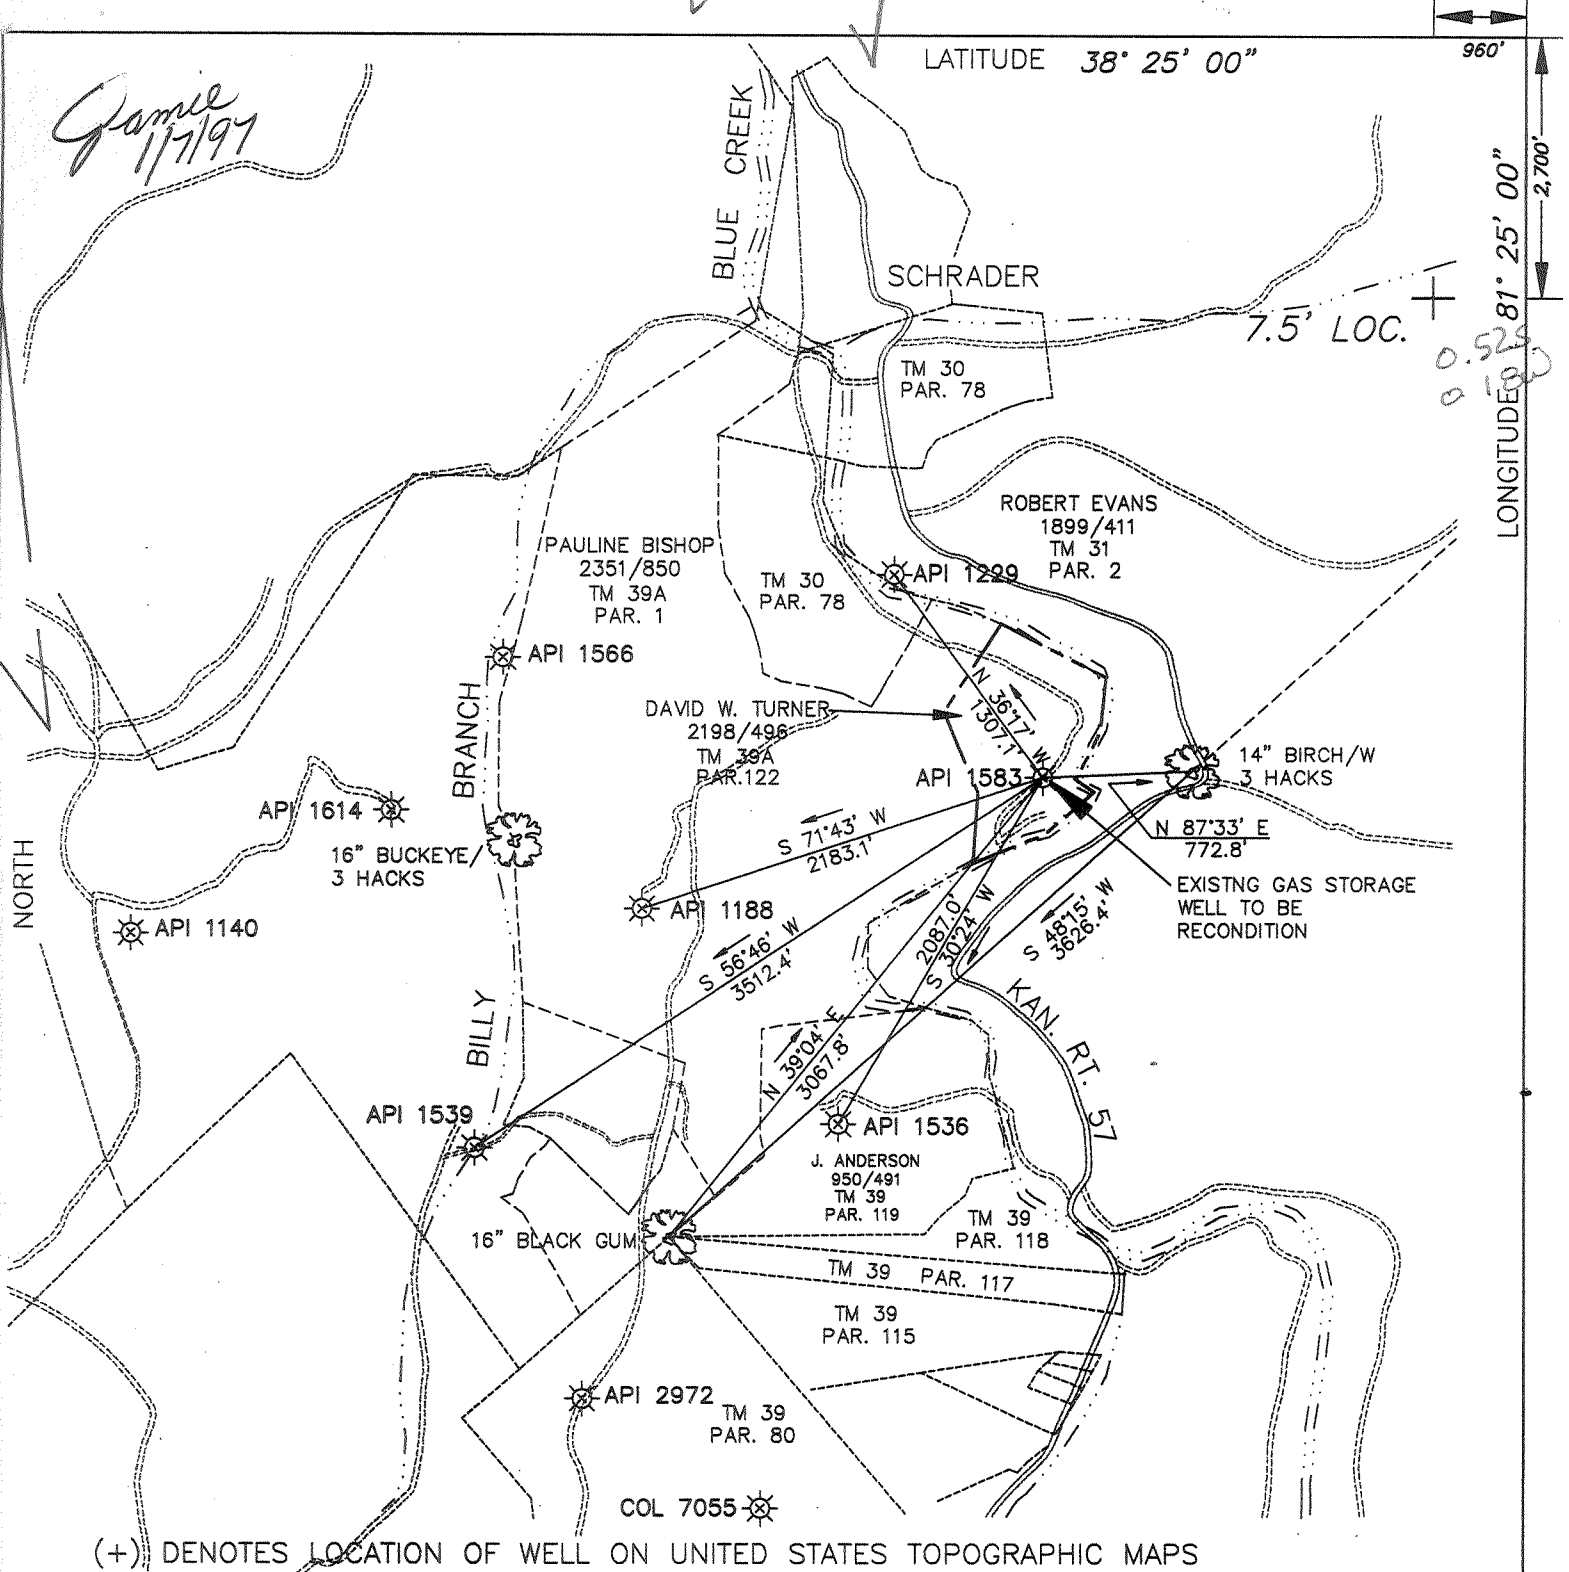 960'
LATITUDE 38° 25' 00"
Jamie
1/7/97
2,700'
BLUE CREEK
LONGITUDE 81° 25' 00"
SCHRADER
7.5' LOC.
0.52S
0.18W
TM 30
PAR. 78
ROBERT EVANS
1899/411
TM 31
PAR. 2
PAULINE BISHOP
2351/850
TM 39A
PAR. 1
TM 30
PAR. 78
API 1229
API 1566
N 36°17' W
1307.1'
DAVID W. TURNER
2198/496
TM 39A
PAR.122
BRANCH
API 1583
14" BIRCH/W
3 HACKS
API 1614
N 87°33' E
772.8'
S 71°43' W
2183.1'
16" BUCKEYE/
3 HACKS
NORTH
EXISTNG GAS STORAGE
WELL TO BE
RECONDITION
API 1188
API 1140
S 56°46' W
3512.4'
2087.0'
S 30°24' W
S 48°15' W
3626.4'
BILLY
KAN. RT. 57
N 39°04' E
3067.8'
API 1539
API 1536
J. ANDERSON
950/491
TM 39
PAR. 119
TM 39
PAR. 118
16" BLACK GUM
TM 39 PAR. 117
TM 39
PAR. 115
API 2972
TM 39
PAR. 80
COL 7055
(+) DENOTES LOCATION OF WELL ON UNITED STATES TOPOGRAPHIC MAPS